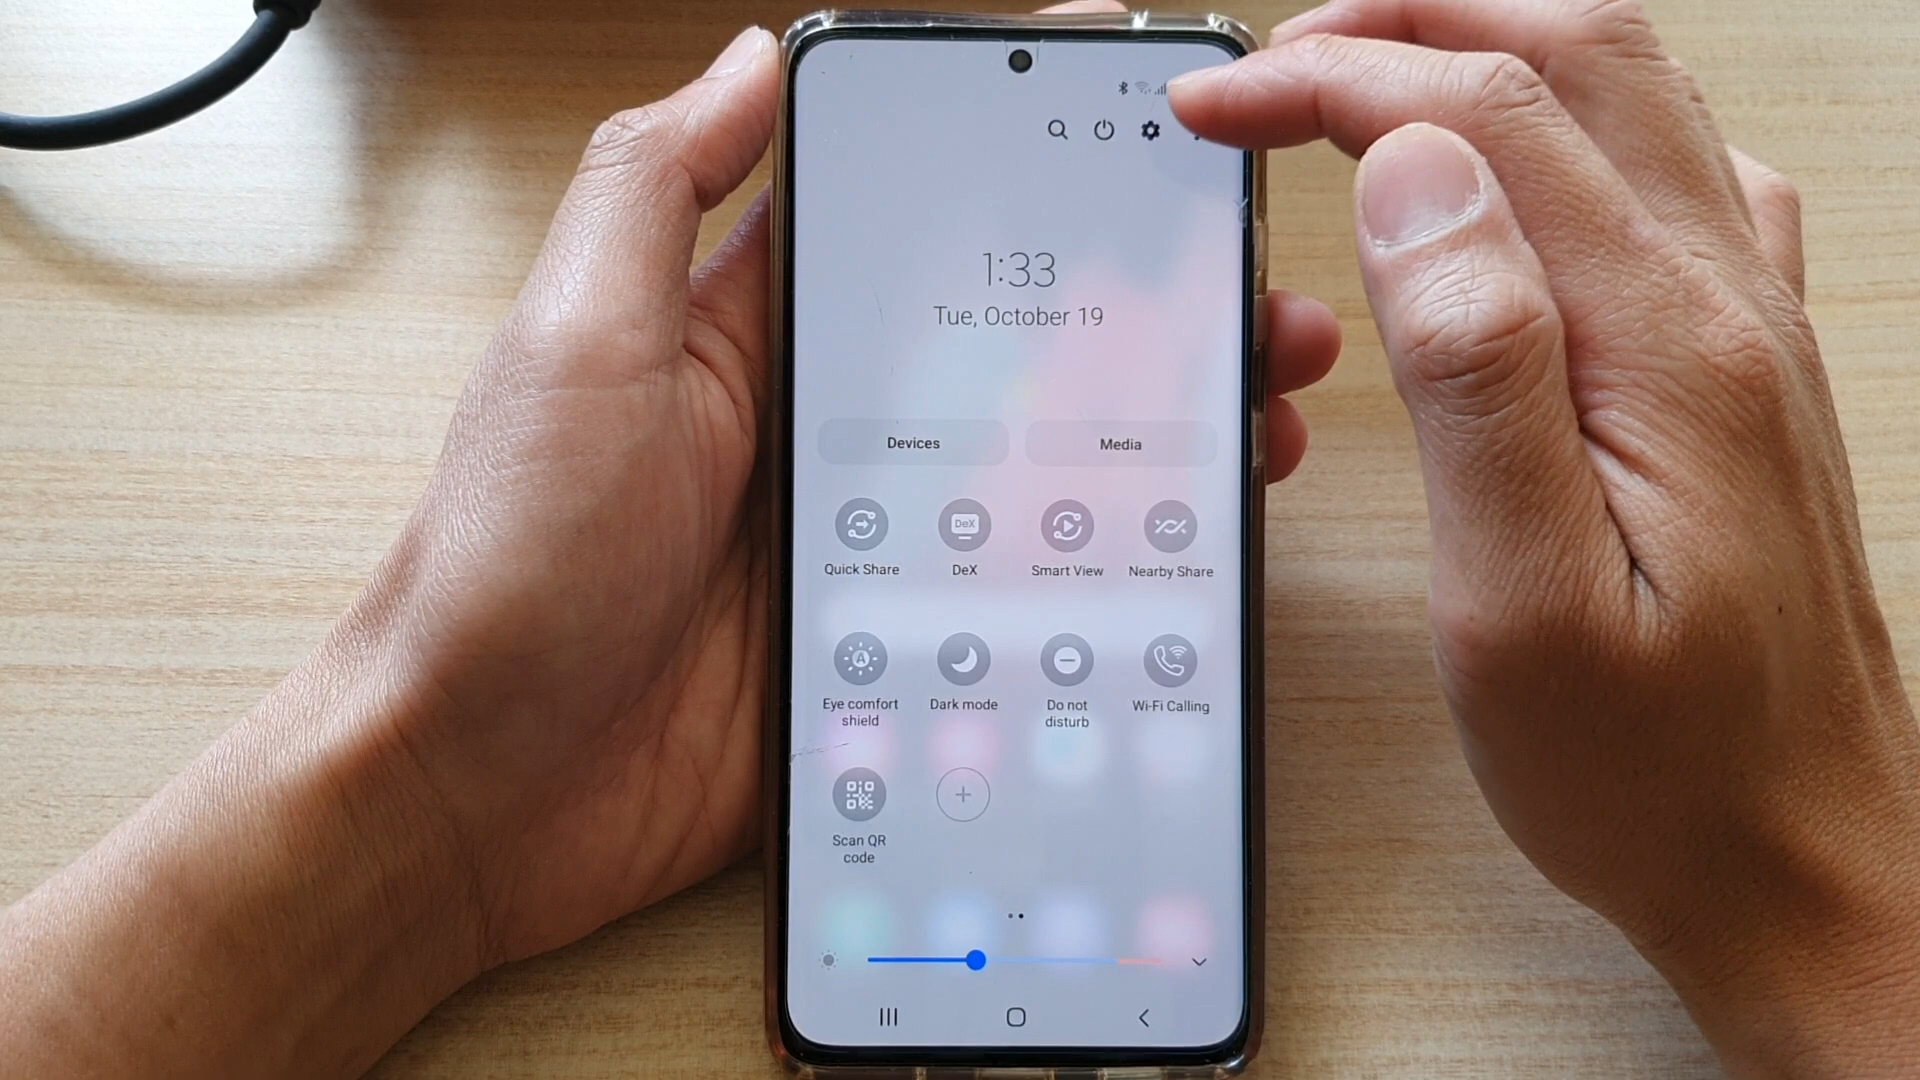 1:33
Tue, October 19
Devices
Media
DeX
Quick Share
DeX
Smart View
Nearby Share
A
Eye comfort
shield
Dark mode
Do not
disturb
Wi-Fi Calling
Scan QR
code